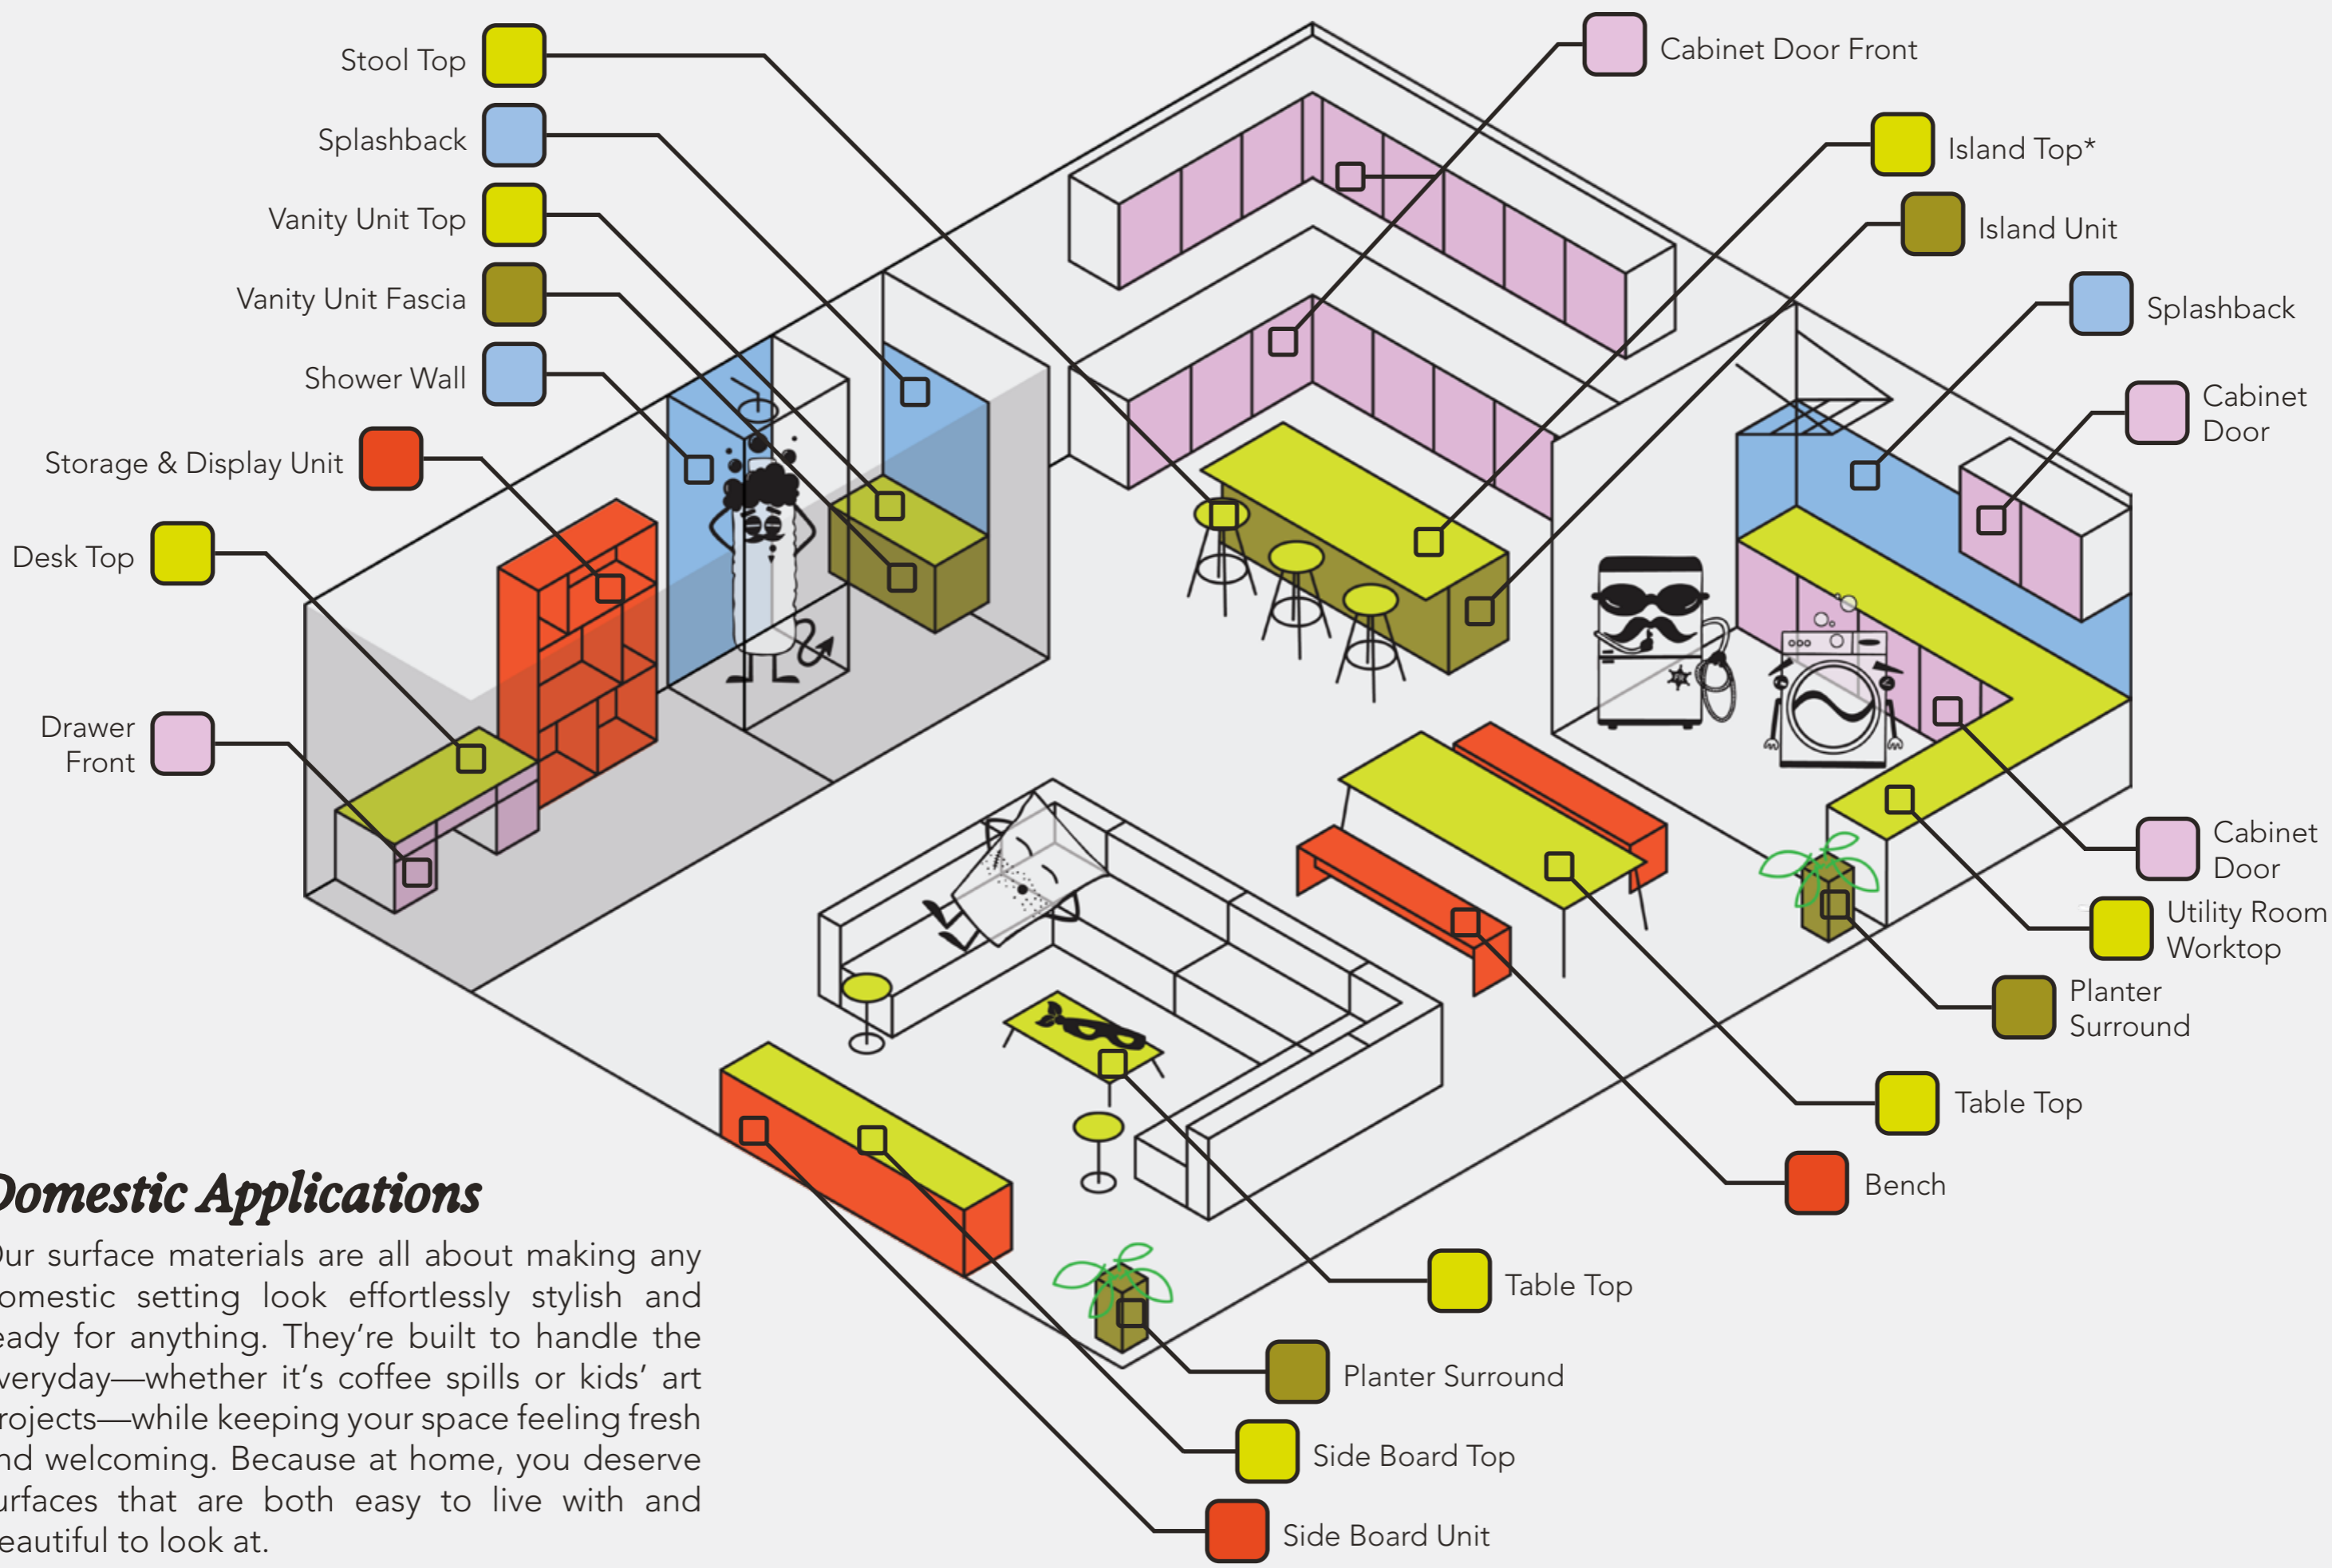 Stool Top
Splashback
Vanity Unit Top
Vanity Unit Fascia
Shower Wall
Storage & Display Unit
Desk Top
Drawer
Front
Cabinet Door Front
Island Top*
Island Unit
Splashback
Cabinet
Door
Cabinet
Door
Utility Room
Worktop
Planter
Surround
Table Top
Bench
Table Top
Planter Surround
Side Board Top
Side Board Unit
Domestic Applications
Our surface materials are all about making any
omestic setting look effortlessly stylish and
eady for anything. They’re built to handle the
veryday—whether it’s coffee spills or kids’ art
rojects—while keeping your space feeling fresh
nd welcoming. Because at home, you deserve
urfaces that are both easy to live with and
eautiful to look at.